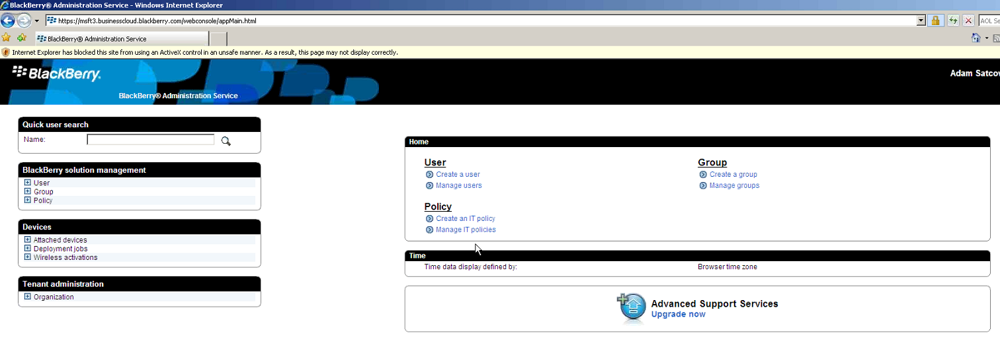 BlackBerry® Administration Service - Windows Internet Explorer
https://msft3.businesscloud.blackberry.com/webconsole/appMain.html
AOL Se
BlackBerry® Administration Service
Internet Explorer has blocked this site from using an ActiveX control in an unsafe manner. As a result, this page may not display correctly.
BlackBerry.
Adam Satcov
BlackBerry® Administration Service
Quick user search
Name:
BlackBerry solution management
User
Group
Policy
Devices
Attached devices
Deployment jobs
Wireless activations
Tenant administration
Organization
Home
User
Create a user
Manage users
Group
Create a group
Manage groups
Policy
Create an IT policy
Manage IT policies
Time
Time data display defined by: Browser time zone
Advanced Support Services
Upgrade now